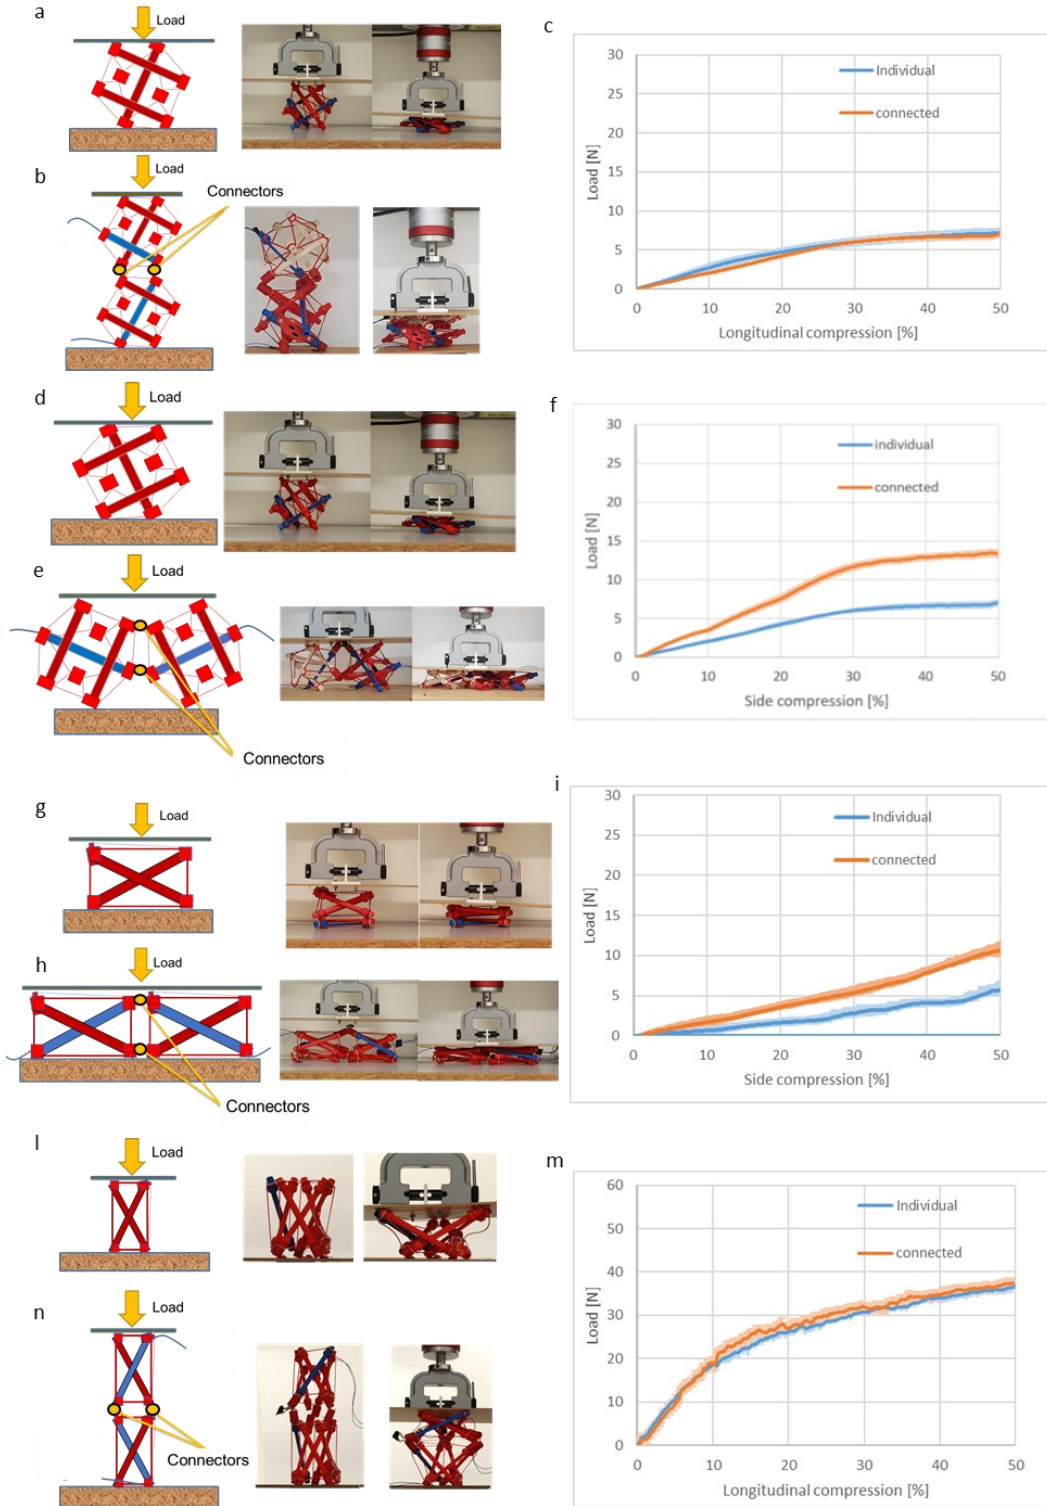 a
Load
b
Load
Connectors
c
30
25
20
15
10
5
0
Load [N]
Individual
connected
0 10 20 30 40 50
Longitudinal compression [%]
d
Load
e
Load
Connectors
f
30
25
20
15
10
5
0
Load [N]
individual
connected
0 10 20 30 40 50
Side compression [%]
g
Load
h
Load
Connectors
i
30
25
20
15
10
5
0
Load [N]
Individual
connected
10 20 30 40 50
Side compression [%]
l
Load
n
Load
Connectors
m
60
50
40
30
20
10
0
Load [N]
Individual
connected
0 10 20 30 40 50
Longitudinal compression [%]